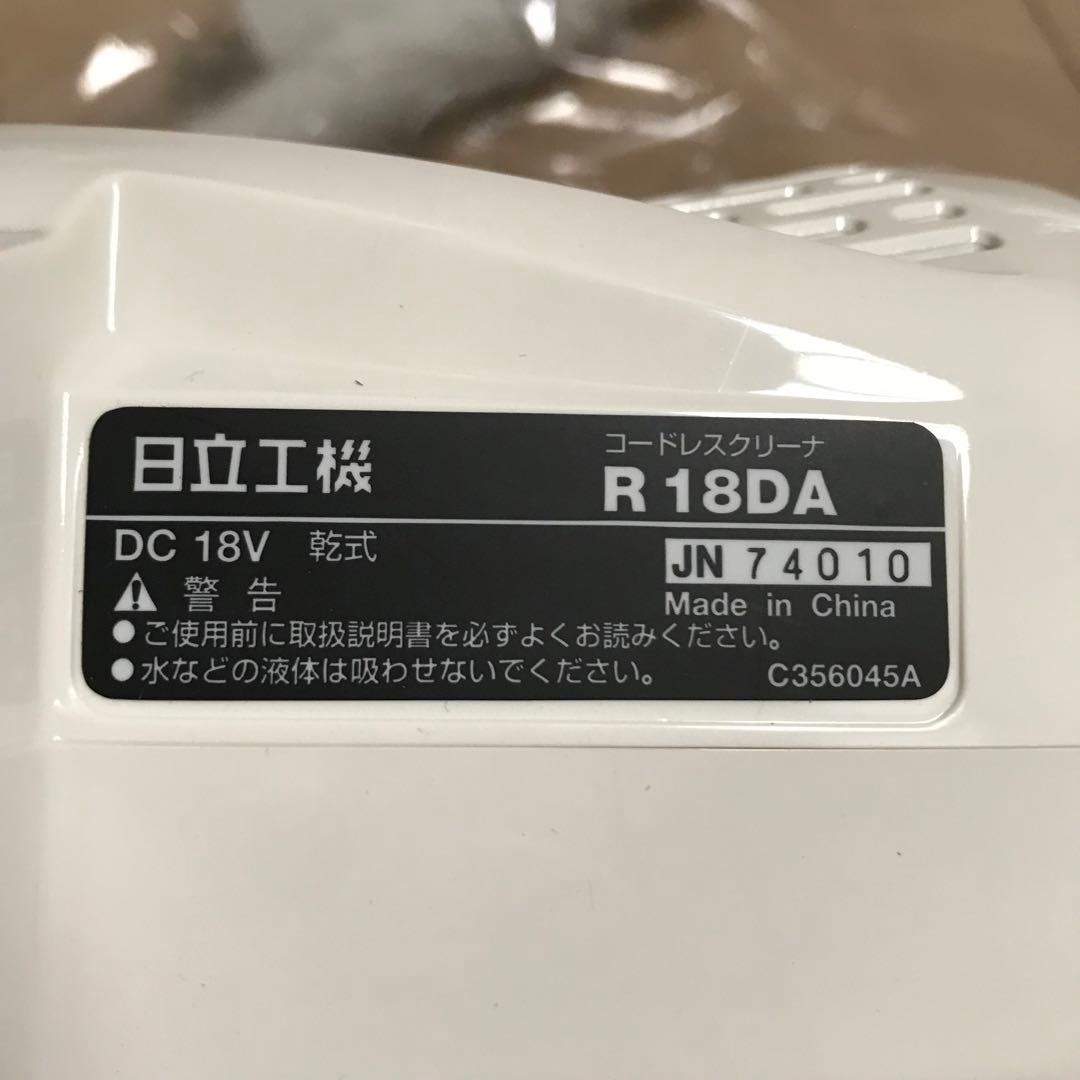 日立工機
コードレスクリーナ
R 18DA
DC 18V 乾式
JN 74010
Made in China
警告
●ご使用前に取扱説明書を必ずよくお読みください。
●水などの液体は吸わせないでください。
C356045A